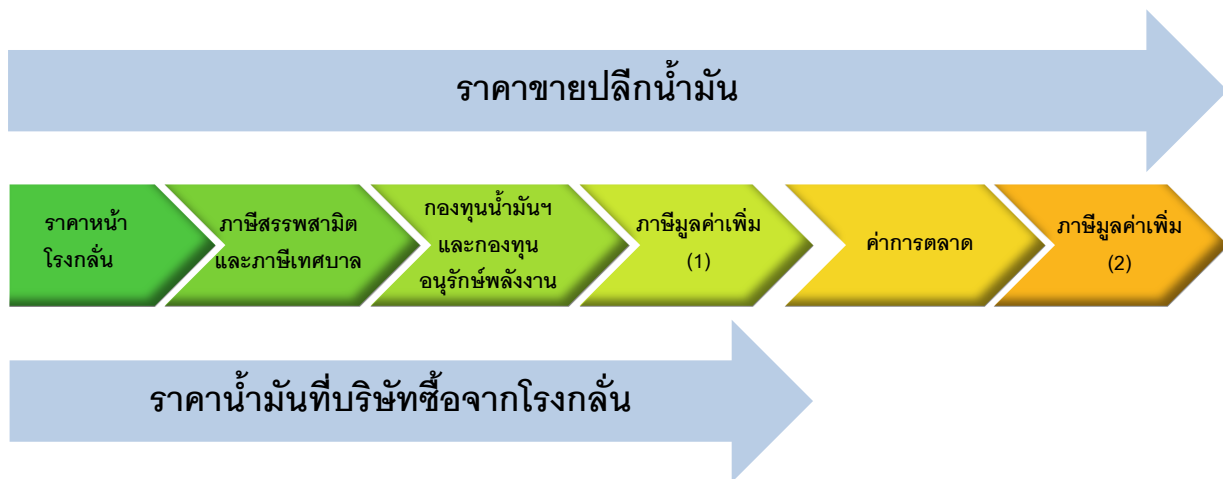 ราคาขายปลีกน้ำมัน
ราคาหน้า
โรงกลั่น
ภาษีสรรพสามิต
และภาษีเทศบาล
กองทุนน้ำมันฯ
และกองทุน
อนุรักษ์พลังงาน
ภาษีมูลค่าเพิ่ม
(1)
ค่าการตลาด
ภาษีมูลค่าเพิ่ม
(2)
ราคาน้ำมันที่บริษัทซื้อจากโรงกลั่น